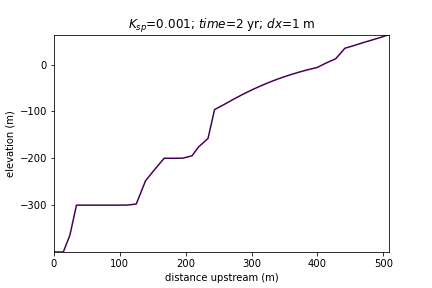 K_sp=0.001; time=2 yr; dx=1 m
elevation (m)
0
−100
−200
−300
0 100 200 300 400 500
distance upstream (m)